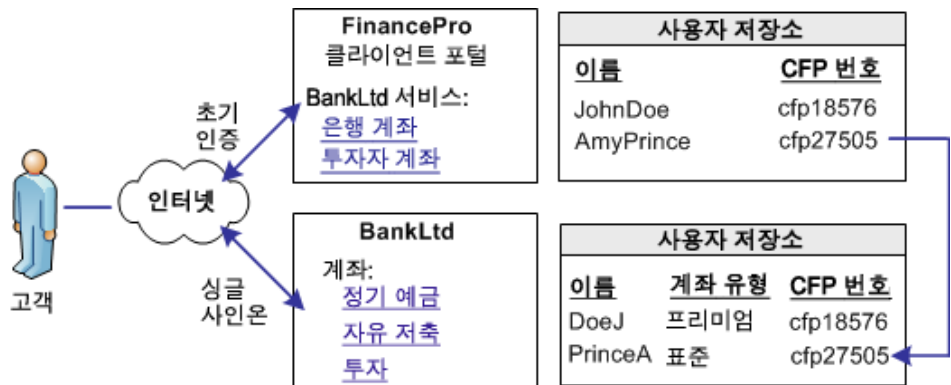 FinancePro
클라이언트 포털
BankLtd 서비스:
은행 계좌
투자자 계좌
사용자 저장소
이름 CFP 번호
JohnDoe cfp18576
AmyPrince cfp27505
초기
인증
인터넷
고객
싱글
사인온
BankLtd
계좌:
정기 예금
자유 저축
투자
사용자 저장소
이름 계좌 유형 CFP 번호
DoeJ 프리미엄 cfp18576
PrinceA 표준 cfp27505